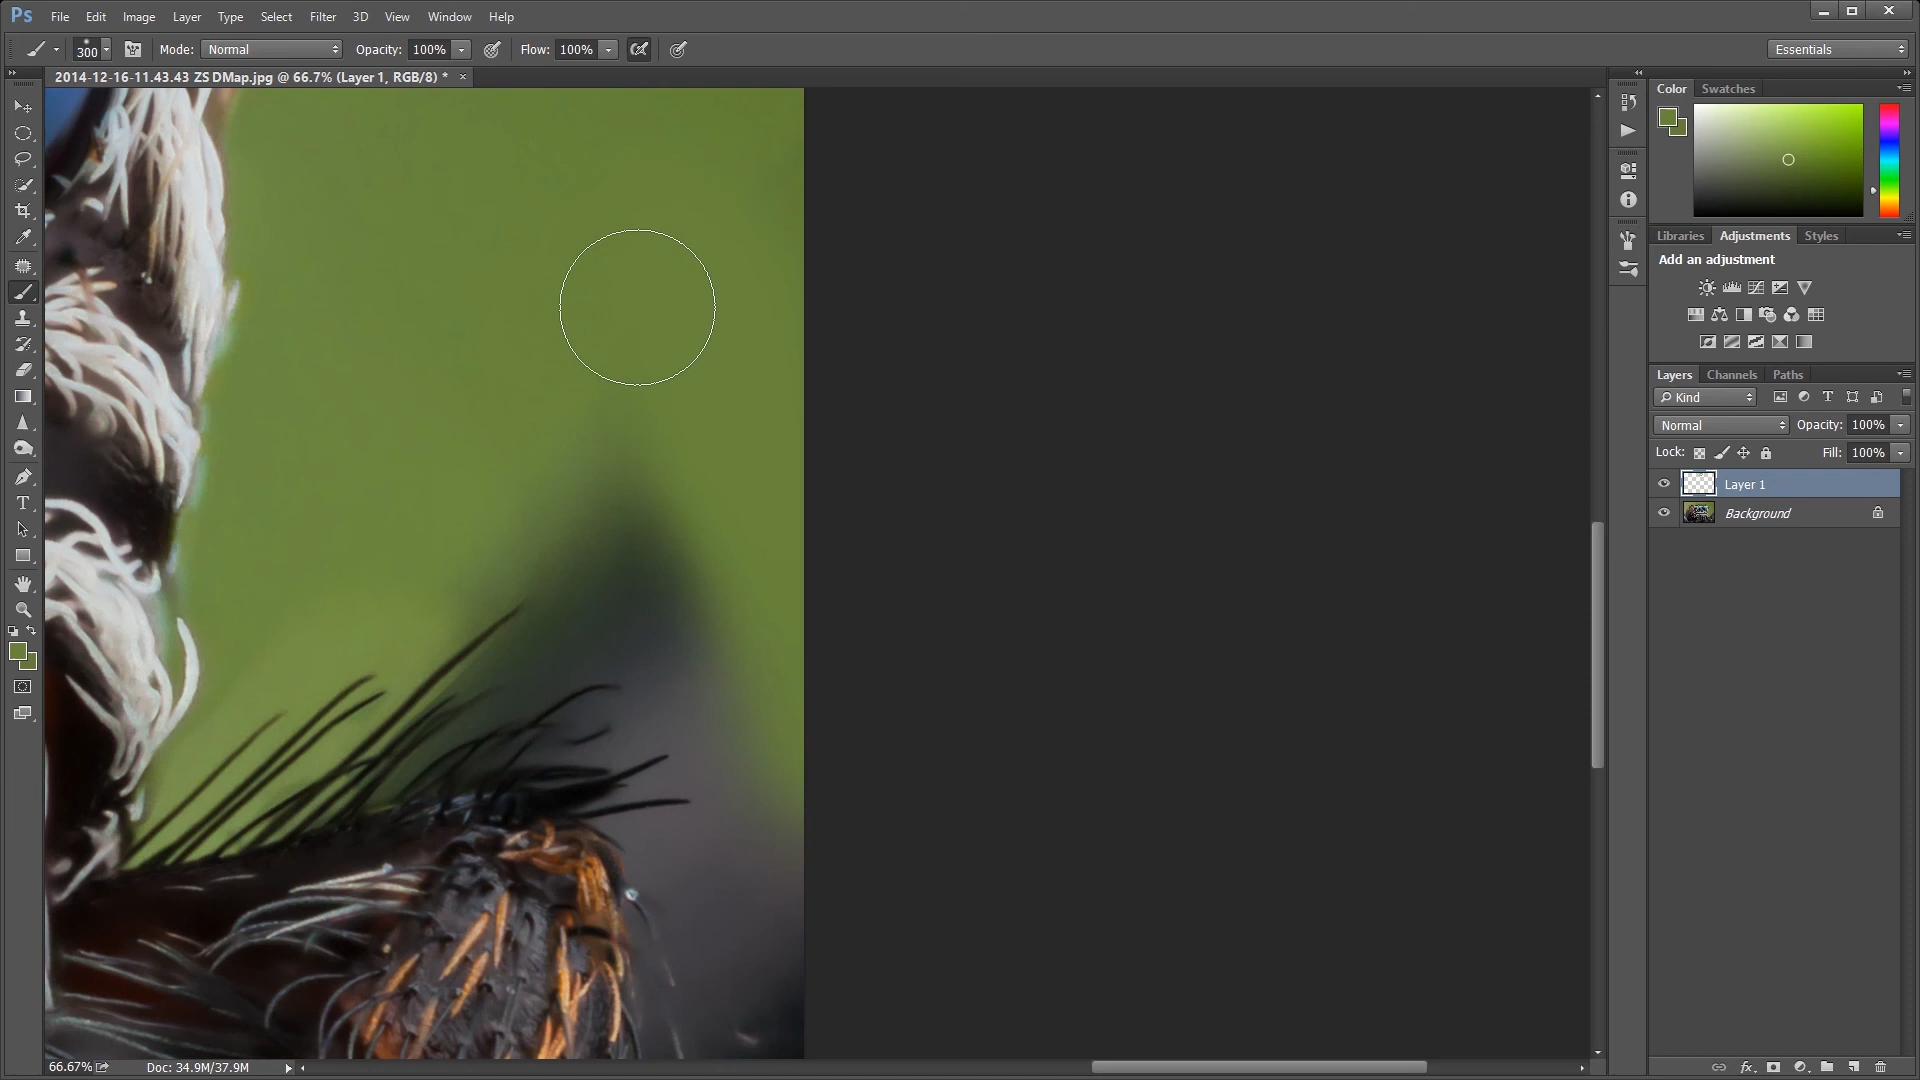 Ps File Edit Image Layer Type Select Filter 3D View Window Help
300 Mode: Normal Opacity: 100% Flow: 100% Essentials
2014-12-16-11.43.43 ZS DMap.jpg @ 66.7% (Layer 1, RGB/8) * ×
Color Swatches
Libraries Adjustments Styles
Add an adjustment
Layers Channels Paths
Kind
Normal Opacity: 100%
Lock: Fill: 100%
Layer 1
Background
66.67% Doc: 34.9M/37.9M